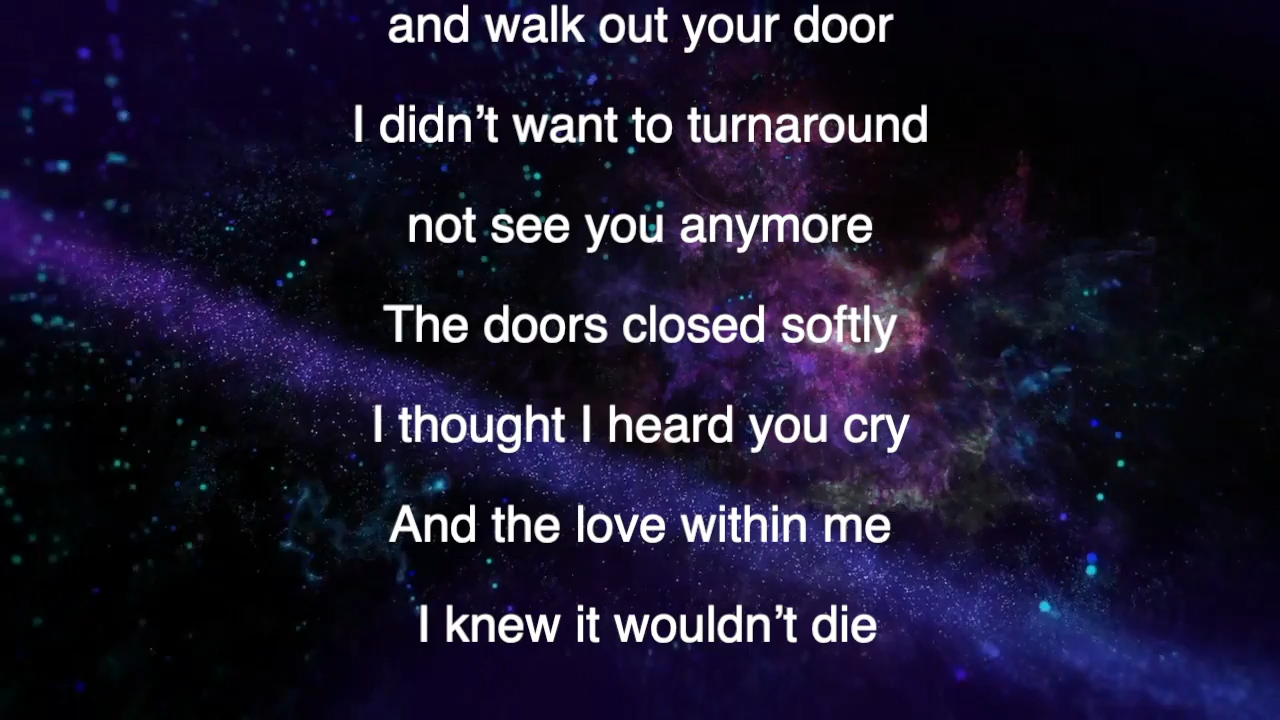 and walk out your door
I didn’t want to turnaround
not see you anymore
The doors closed softly
I thought I heard you cry
And the love within me
I knew it wouldn’t die